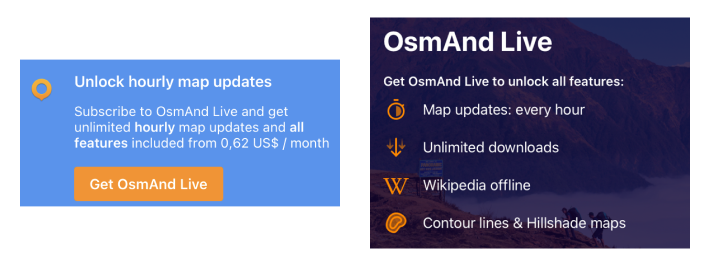 Unlock hourly map updates
Subscribe to OsmAnd Live and get
unlimited hourly map updates and all
features included from 0,62 US$ / month
Get OsmAnd Live
OsmAnd Live
Get OsmAnd Live to unlock all features:
Map updates: every hour
Unlimited downloads
W Wikipedia offline
Contour lines & Hillshade maps